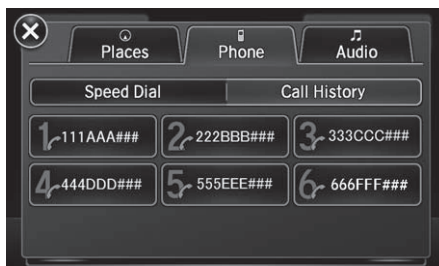 Places Phone Audio
Speed Dial Call History
1 111AAA### 2 222BBB### 3 333CCC###
4 444DDD### 5 555EEE### 6 666FFF###